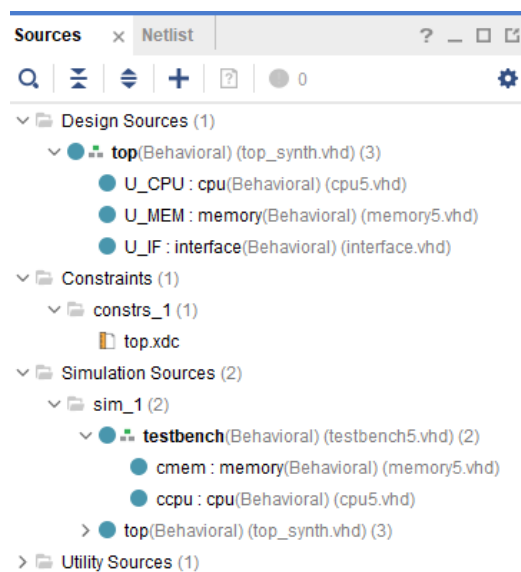 Sources × Netlist ?
0
Design Sources (1)
top(Behavioral) (top_synth.vhd) (3)
U_CPU : cpu(Behavioral) (cpu5.vhd)
U_MEM : memory(Behavioral) (memory5.vhd)
U_IF : interface(Behavioral) (interface.vhd)
Constraints (1)
constrs_1 (1)
top.xdc
Simulation Sources (2)
sim_1 (2)
testbench(Behavioral) (testbench5.vhd) (2)
cmem : memory(Behavioral) (memory5.vhd)
ccpu : cpu(Behavioral) (cpu5.vhd)
top(Behavioral) (top_synth.vhd) (3)
Utility Sources (1)